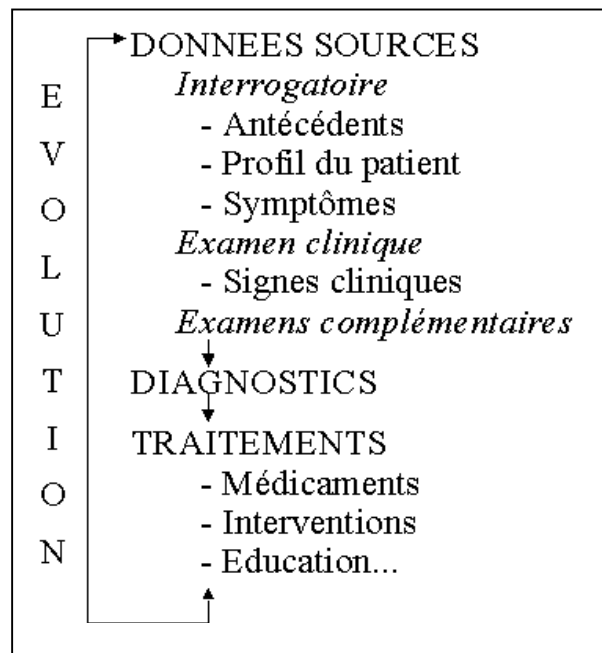 DONNEES SOURCES
Interrogatoire
- Antécédents
- Profil du patient
- Symptômes
Examen clinique
- Signes cliniques
Examens complémentaires
DIAGNOSTICS
TRAITEMENTS
- Médicaments
- Interventions
- Education...
E
V
O
L
U
T
I
O
N